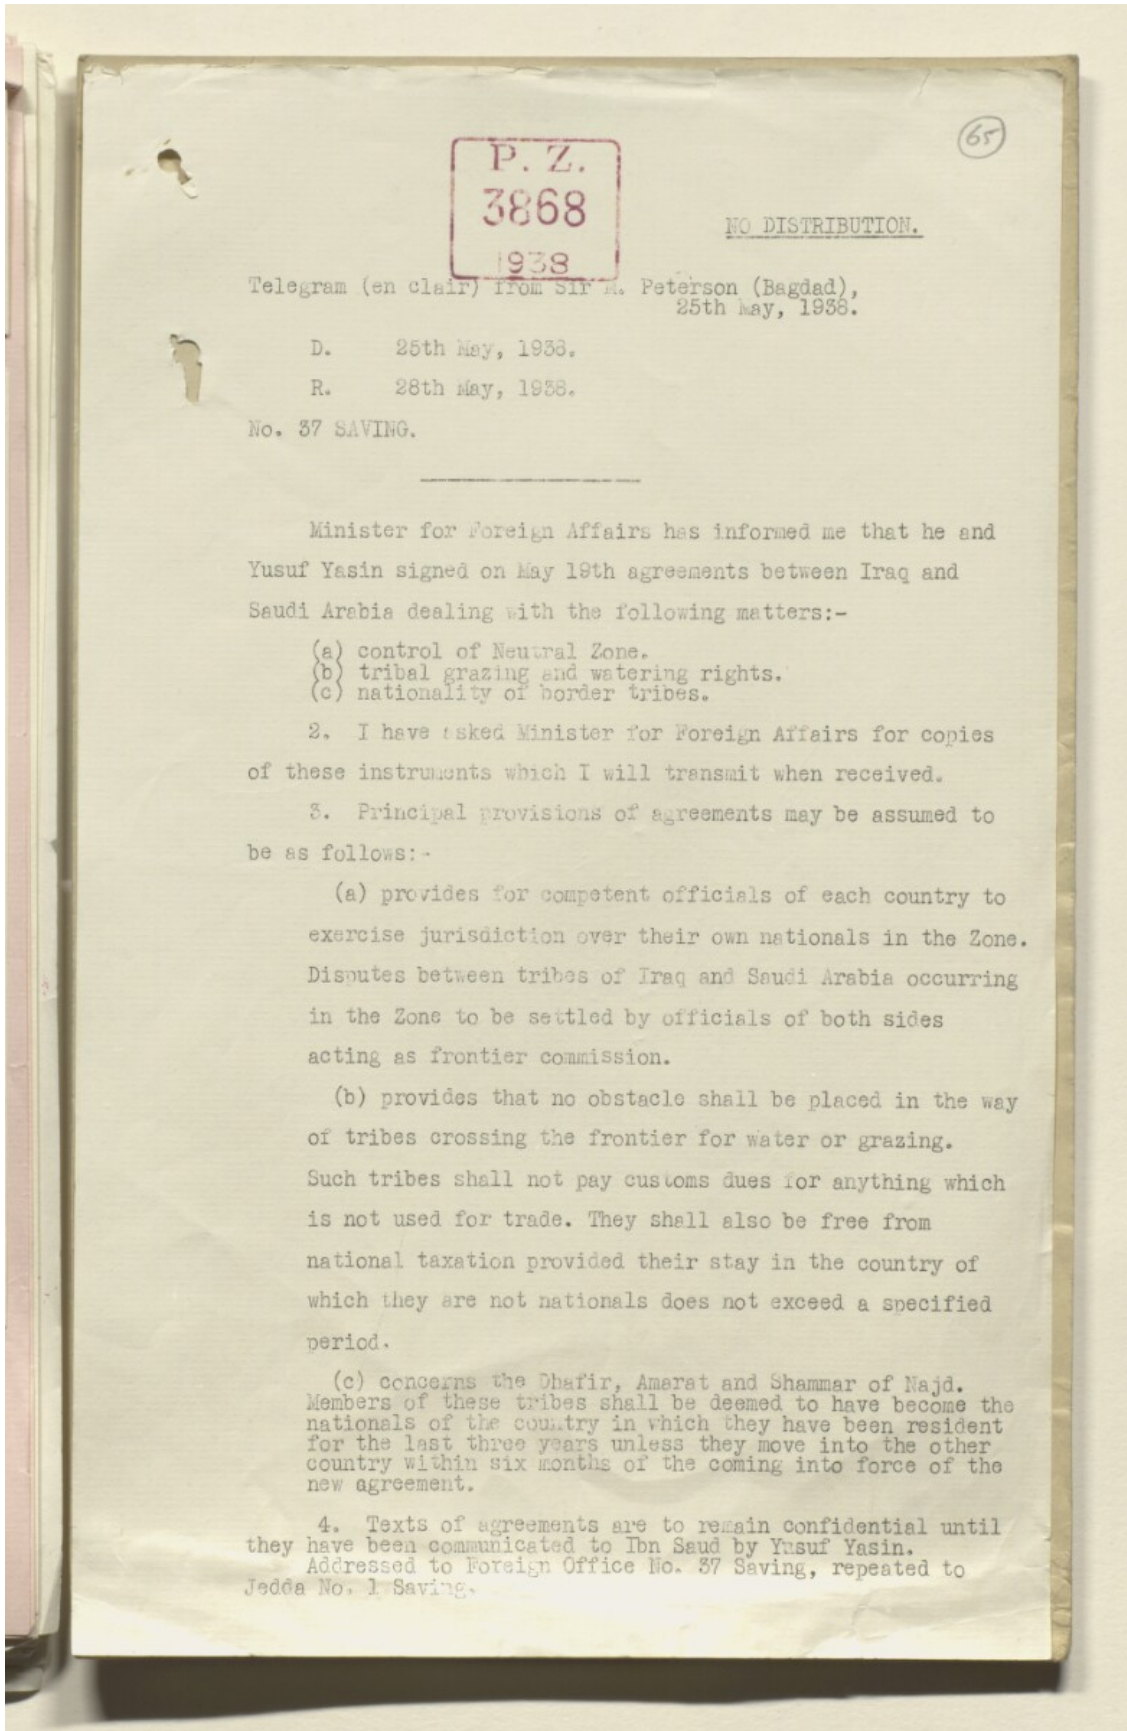 65
P. Z.
3868
1938
NO DISTRIBUTION.
Telegram (en clair) from Sir M. Peterson (Bagdad),
25th May, 1938.
D. 25th May, 1938.
R. 28th May, 1938.
No. 37 SAVING.
Minister for Foreign Affairs has informed me that he and
Yusuf Yasin signed on May 19th agreements between Iraq and
Saudi Arabia dealing with the following matters:-
(a) control of Neutral Zone.
(b) tribal grazing and watering rights.
(c) nationality of border tribes.
2. I have asked Minister for Foreign Affairs for copies
of these instruments which I will transmit when received.
3. Principal provisions of agreements may be assumed to
be as follows:-
(a) provides for competent officials of each country to
exercise jurisdiction over their own nationals in the Zone.
Disputes between tribes of Iraq and Saudi Arabia occurring
in the Zone to be settled by officials of both sides
acting as frontier commission.
(b) provides that no obstacle shall be placed in the way
of tribes crossing the frontier for water or grazing.
Such tribes shall not pay customs dues for anything which
is not used for trade. They shall also be free from
national taxation provided their stay in the country of
which they are not nationals does not exceed a specified
period.
(c) concerns the Dhafir, Amarat and Shammar of Najd.
Members of these tribes shall be deemed to have become the
nationals of the country in which they have been resident
for the last three years unless they move into the other
country within six months of the coming into force of the
new agreement.
4. Texts of agreements are to remain confidential until
they have been communicated to Ibn Saud by Yusuf Yasin.
Addressed to Foreign Office No. 37 Saving, repeated to
Jedda No. 1 Saving.